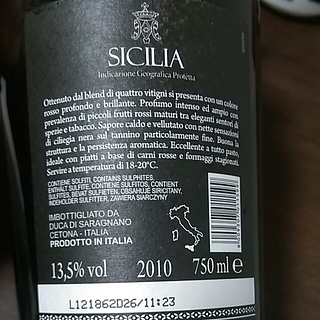 SICILIA
Indicazione Geografica Protetta
Ottenuto dal blend di quattro vitigni si presenta con un colore
rosso profondo e brillante. Profumo intenso ed ampio con
prevalenza di piccoli frutti rossi maturi tra eleganti sentori di
spezie e tabacco. Sapore caldo e vellutato con nette sensazioni
di ciliegia nera sul tannino particolarmente fine. Buona la
struttura e la persistenza aromatica. Eccellente a tutto pasto,
ideale con piatti a base di carni rosse e formaggi stagionati.
Servire a temperatura di 18-20°C.
CONTIENE SOLFITI, CONTAINS SULPHITES,
ENTHÄLT SULFITE, CONTIENE SULFITOS, CONTIENT
SULFITES, BEVAT SULFIETEN, OBSAHUJE SIRICITANY,
INDEHOLDER SULFITTER, ZAWIERA SIARCZYNY
IMBOTTIGLIATO DA
DUCA DI SARAGNANO
CETONA - ITALIA
PRODOTTO IN ITALIA
13,5% vol 2010 750 ml e
L121862D26/11:23